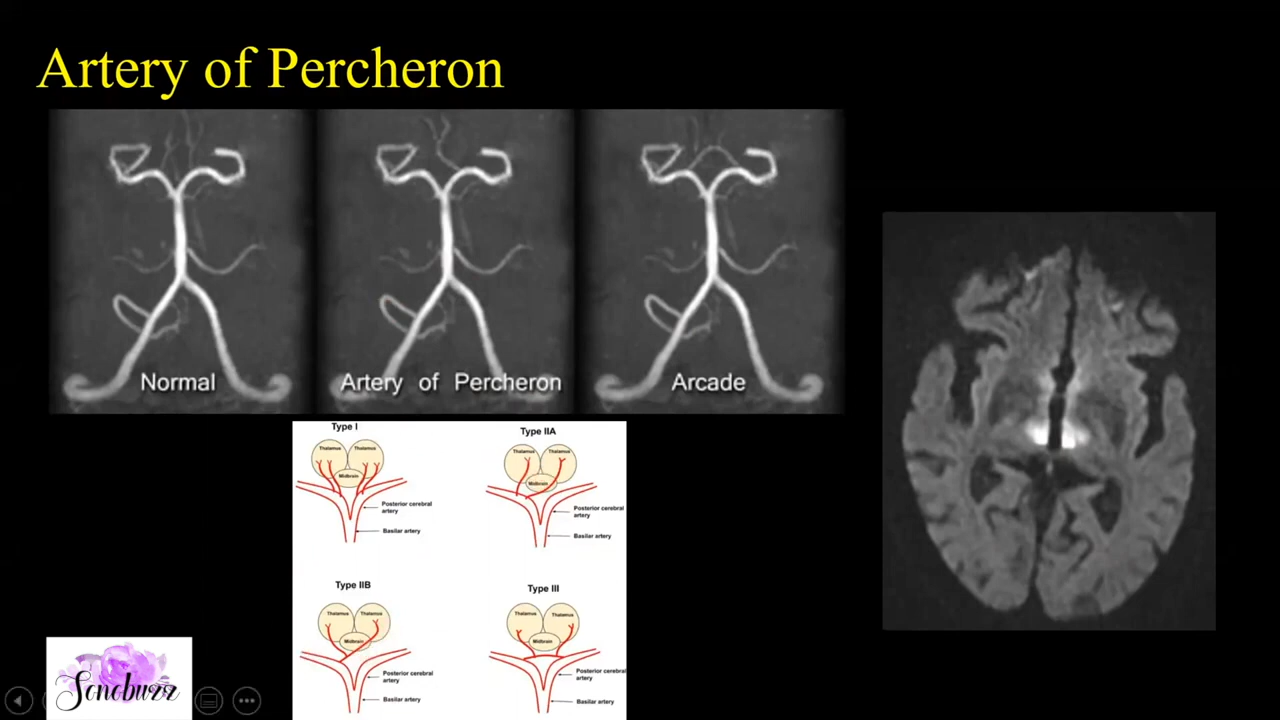 Artery of Percheron
Normal
Artery of Percheron
Arcade
Type I
Thalamus Thalamus
Midbrain
Posterior cerebral
artery
Basilar artery
Type IIA
Thalamus Thalamus
Midbrain
Posterior cerebral
artery
Basilar artery
Type IIB
Thalamus Thalamus
Midbrain
Posterior cerebral
artery
Basilar artery
Type III
Thalamus Thalamus
Midbrain
Posterior cerebral
artery
Basilar artery
Sonobuzz